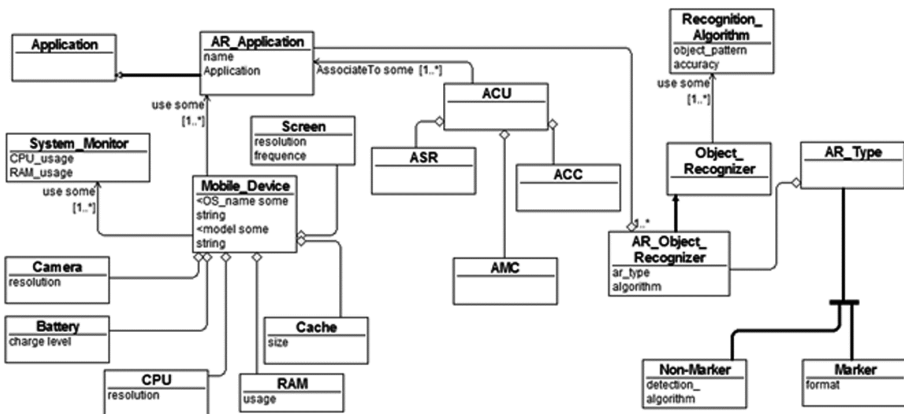 Application
AR_Application
name
Application
Recognition_
Algorithm
object_pattern
accuracy
AssociateTo some [1..*]
use some
[1..*]
use some
[1..*]
ACU
System_Monitor
CPU_usage
RAM_usage
Screen
resolution
frequence
ASR
ACC
Object_
Recognizer
AR_Type
use some
[1..*]
Mobile_Device
<OS_name some
string
<model some
string
1..*
AR_Object_
Recognizer
ar_type
algorithm
Camera
resolution
AMC
Battery
charge level
Cache
size
CPU
resolution
RAM
usage
Non-Marker
detection_
algorithm
Marker
format